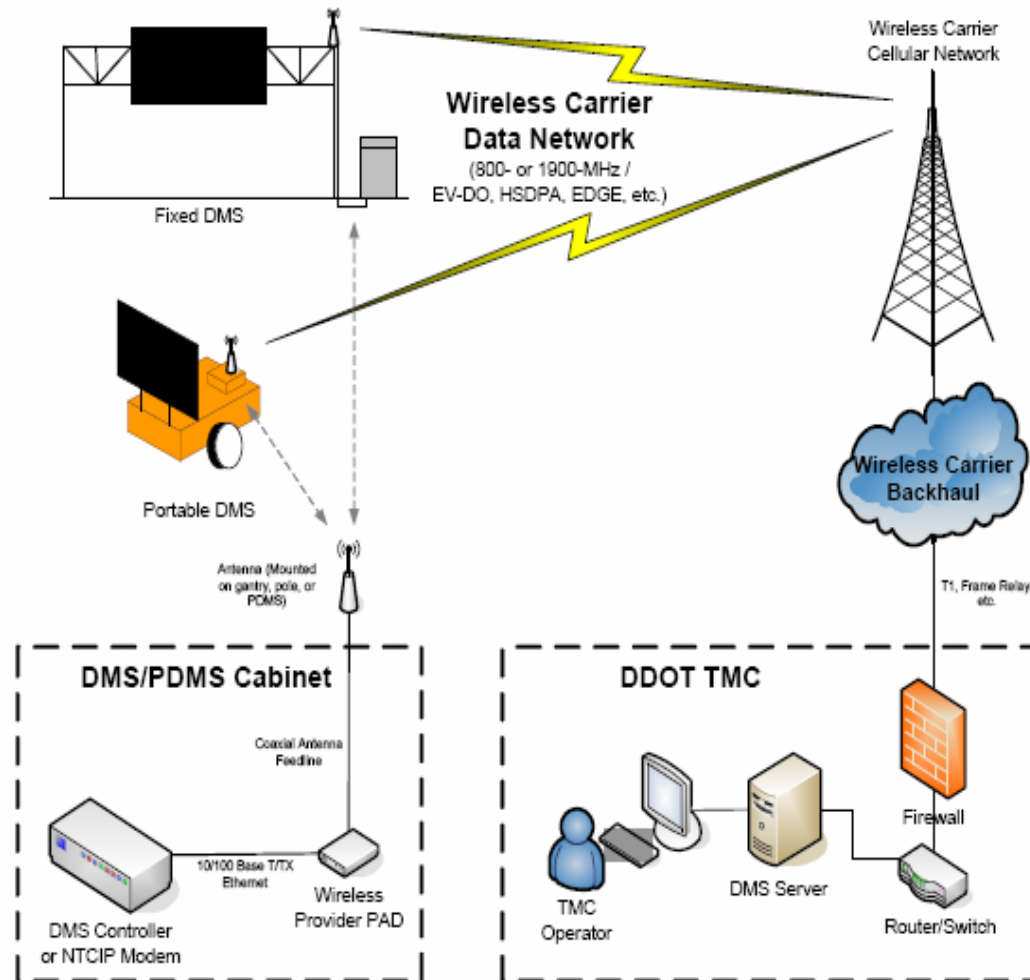 Wireless Carrier
Cellular Network
Wireless Carrier
Data Network
(800- or 1900-MHz /
EV-DO, HSDPA, EDGE, etc.)
Fixed DMS
Portable DMS
Wireless Carrier
Backhaul
Antenna (Mounted
on gantry, pole, or
PDMS)
T1, Frame Relay,
etc.
DMS/PDMS Cabinet
Coaxial Antenna
Feedline
10/100 Base T/TX
Ethernet
Wireless
Provider PAD
DMS Controller
or NTCIP Modem
DDOT TMC
Firewall
DMS Server
TMC
Operator
Router/Switch